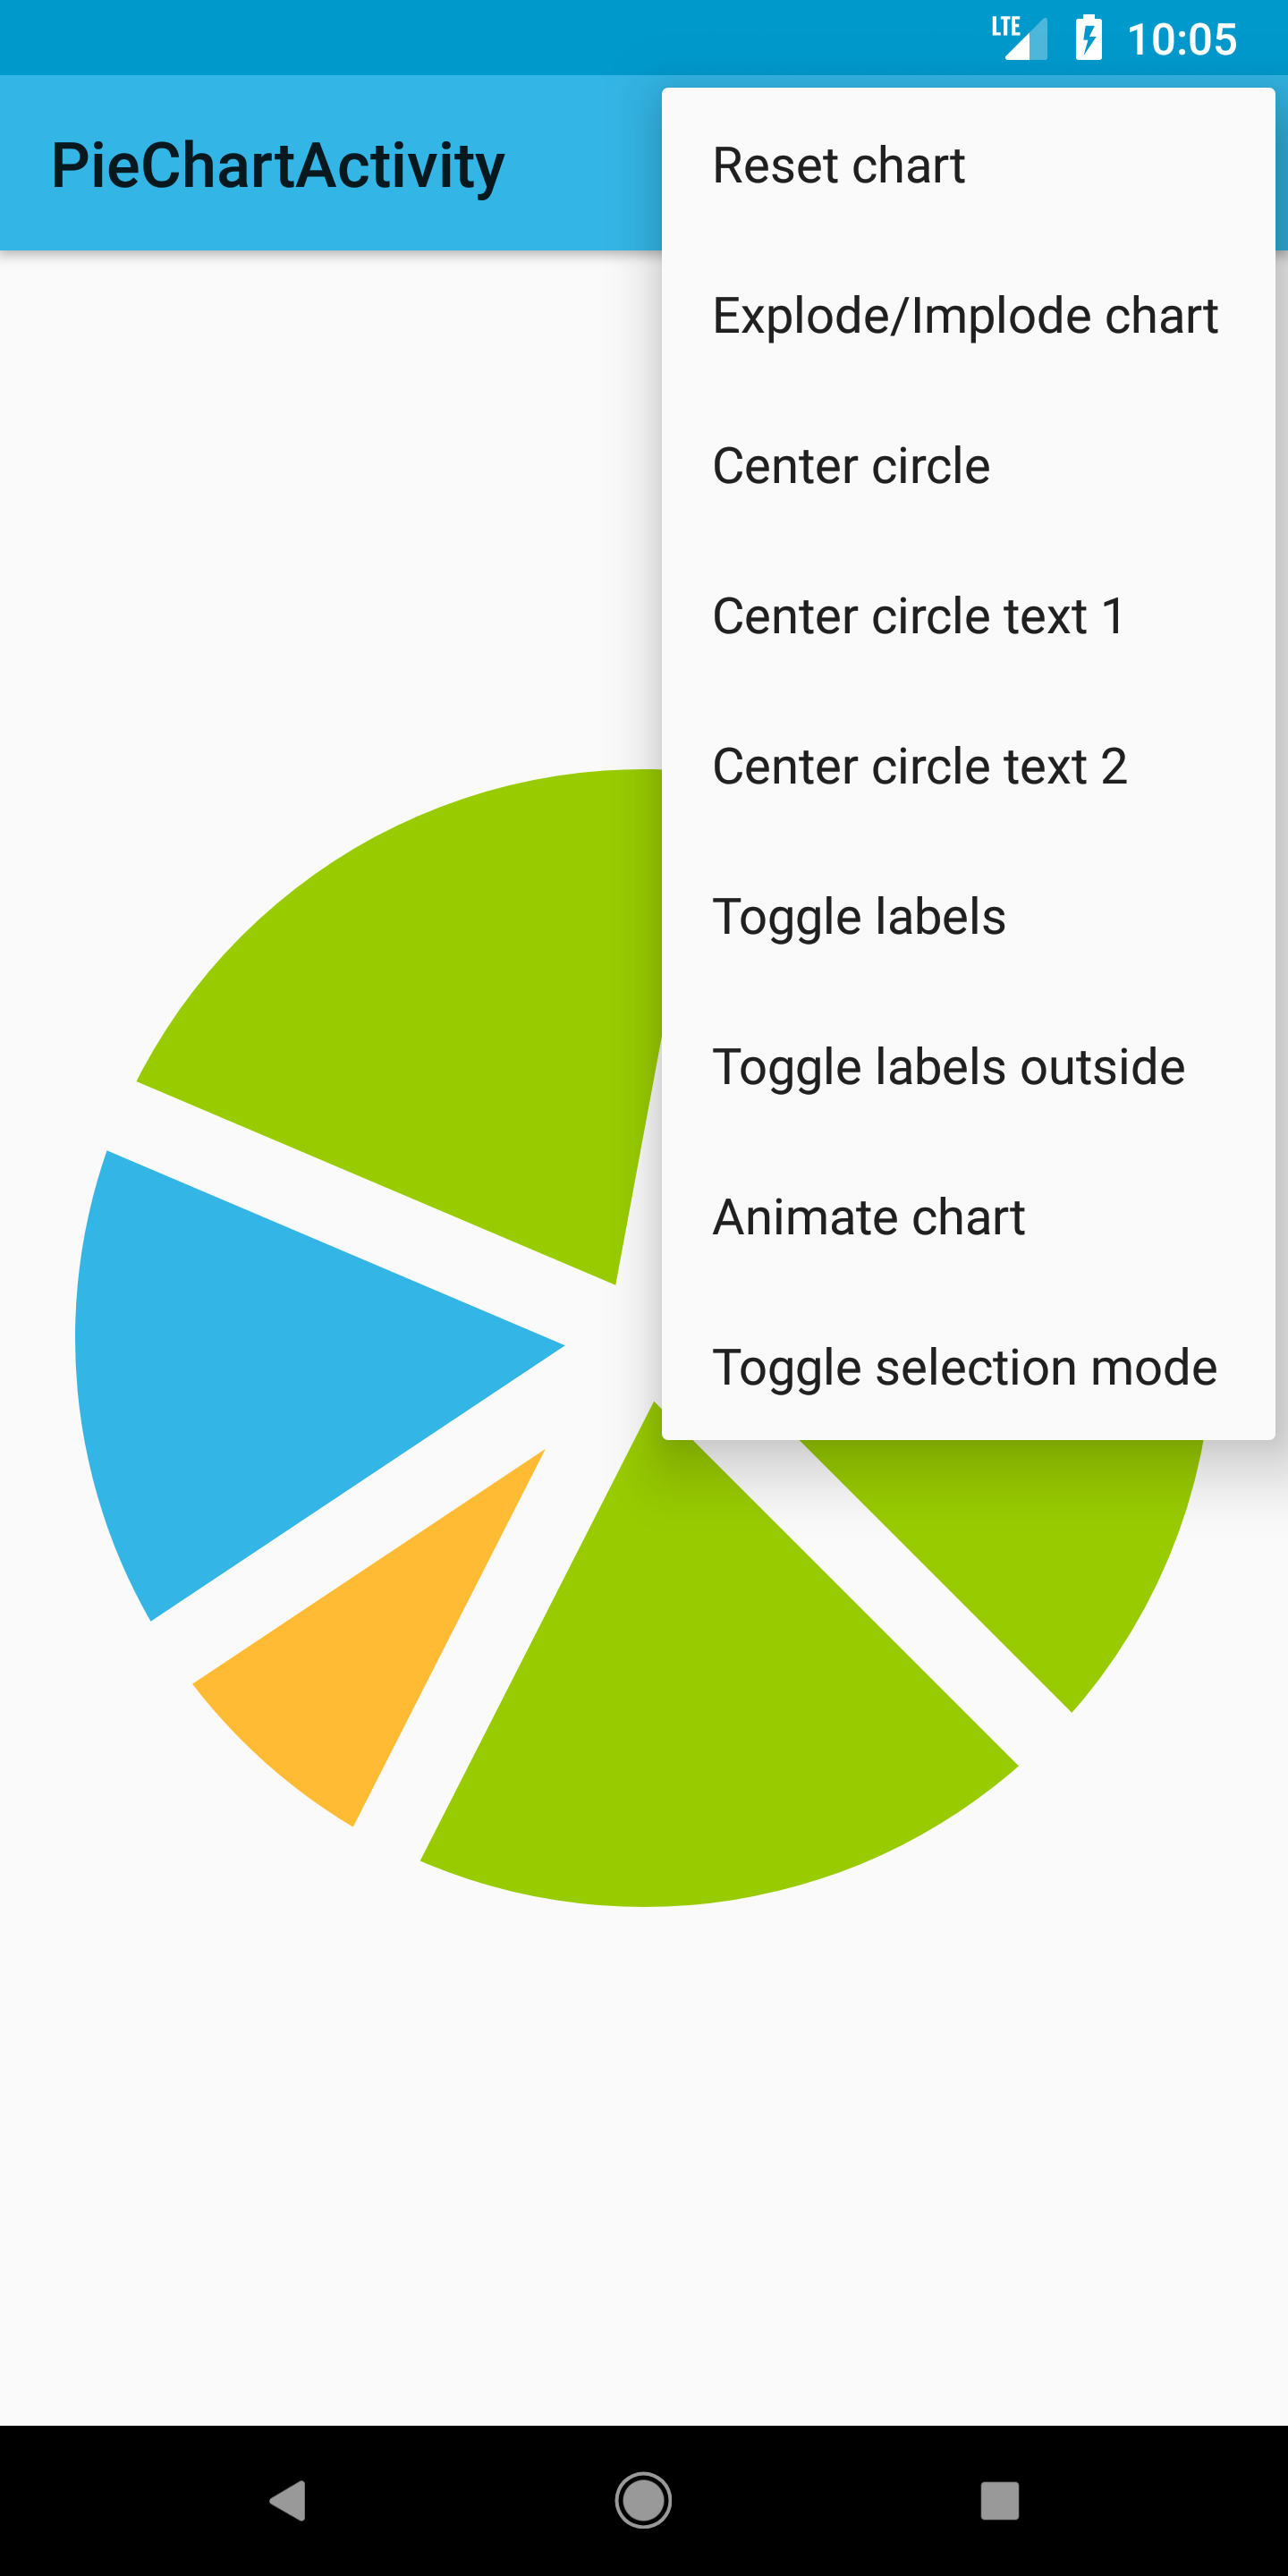 LTE 10:05
PieChartActivity
Reset chart
Explode/Implode chart
Center circle
Center circle text 1
Center circle text 2
Toggle labels
Toggle labels outside
Animate chart
Toggle selection mode